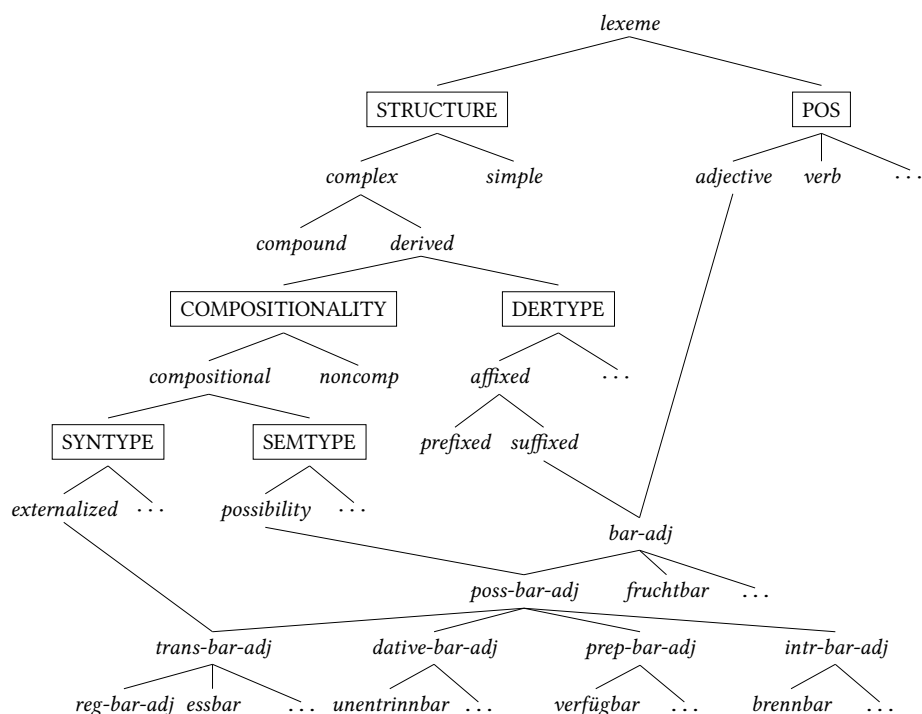 lexeme
STRUCTURE POS
complex simple adjective verb ...
compound derived
COMPOSITIONALITY DERTYPE
compositional noncomp affixed ...
SYNTYPE SEMTYPE prefixed suffixed
externalized ... possibility ...
bar-adj
poss-bar-adj fruchtbar ...
trans-bar-adj dative-bar-adj prep-bar-adj intr-bar-adj
reg-bar-adj essbar ... unentrinnbar ... verfügbar ... brennbar ...